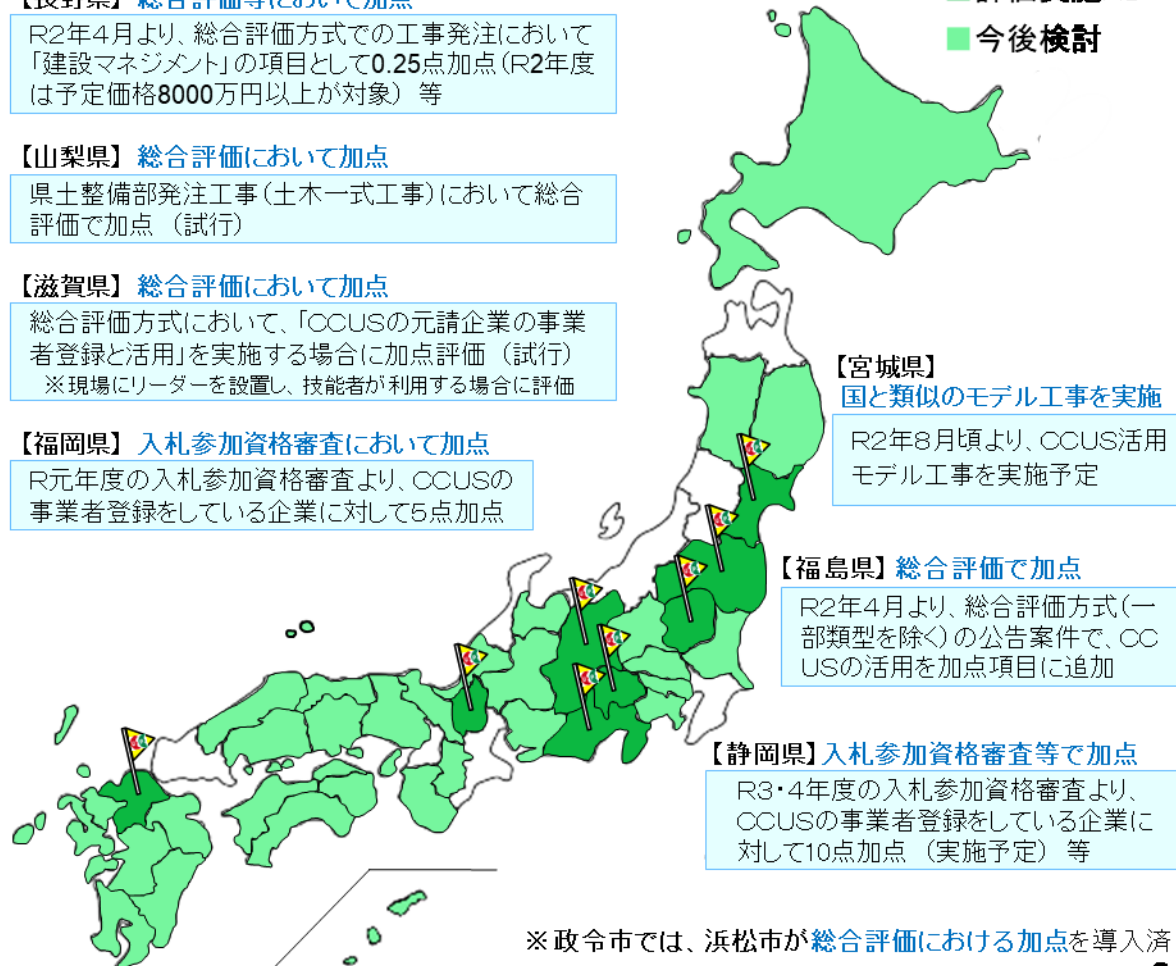 【長野県】 総合評価等において加点
R2年4月より、総合評価方式での工事発注において
「建設マネジメント」の項目として0.25点加点(R2年度
は予定価格8000万円以上が対象) 等
【山梨県】 総合評価において加点
県土整備部発注工事(土木一式工事)において総合
評価で加点 (試行)
【滋賀県】 総合評価において加点
総合評価方式において、「CCUSの元請企業の事業
者登録と活用」を実施する場合に加点評価 (試行)
※現場にリーダーを設置し、技能者が利用する場合に評価
【福岡県】 入札参加資格審査において加点
R元年度の入札参加資格審査より、CCUSの
事業者登録をしている企業に対して5点加点
今後検討
【宮城県】
国と類似のモデル工事を実施
R2年8月頃より、CCUS活用
モデル工事を実施予定
【福島県】 総合評価で加点
R2年4月より、総合評価方式(一
部類型を除く)の公告案件で、CC
USの活用を加点項目に追加
【静岡県】 入札参加資格審査等で加点
R3・4年度の入札参加資格審査より、
CCUSの事業者登録をしている企業に
対して10点加点 (実施予定) 等
※政令市では、浜松市が総合評価における加点を導入済